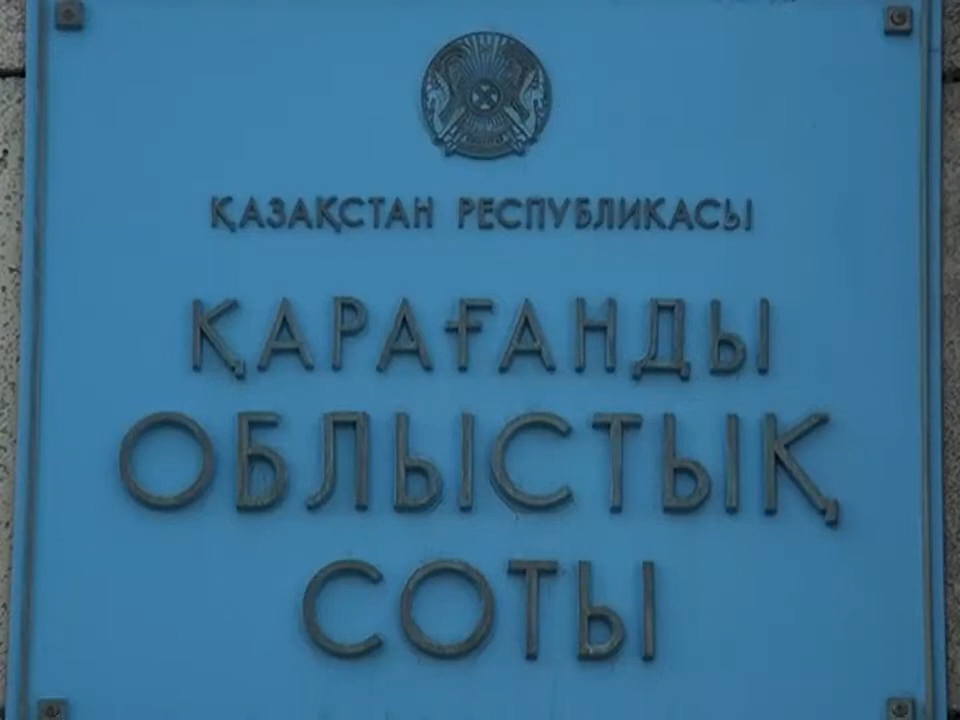 ҚАЗАҚСТАН РЕСПУБЛИКАСЫ
ҚАРАҒАНДЫ
ОБЛЫСТЫҚ
СОТЫ